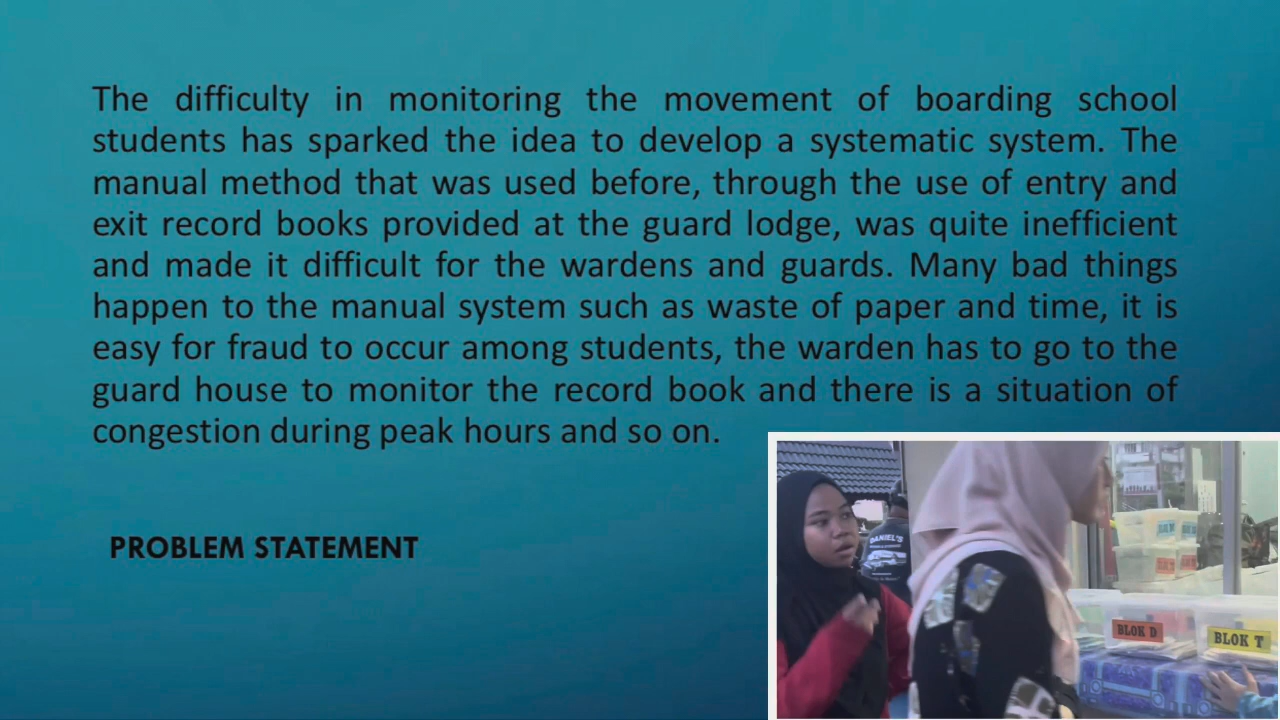 The difficulty in monitoring the movement of boarding school
students has sparked the idea to develop a systematic system. The
manual method that was used before, through the use of entry and
exit record books provided at the guard lodge, was quite inefficient
and made it difficult for the wardens and guards. Many bad things
happen to the manual system such as waste of paper and time, it is
easy for fraud to occur among students, the warden has to go to the
guard house to monitor the record book and there is a situation of
congestion during peak hours and so on.
PROBLEM STATEMENT
DANIEL'S
BLOK D
BLOK T